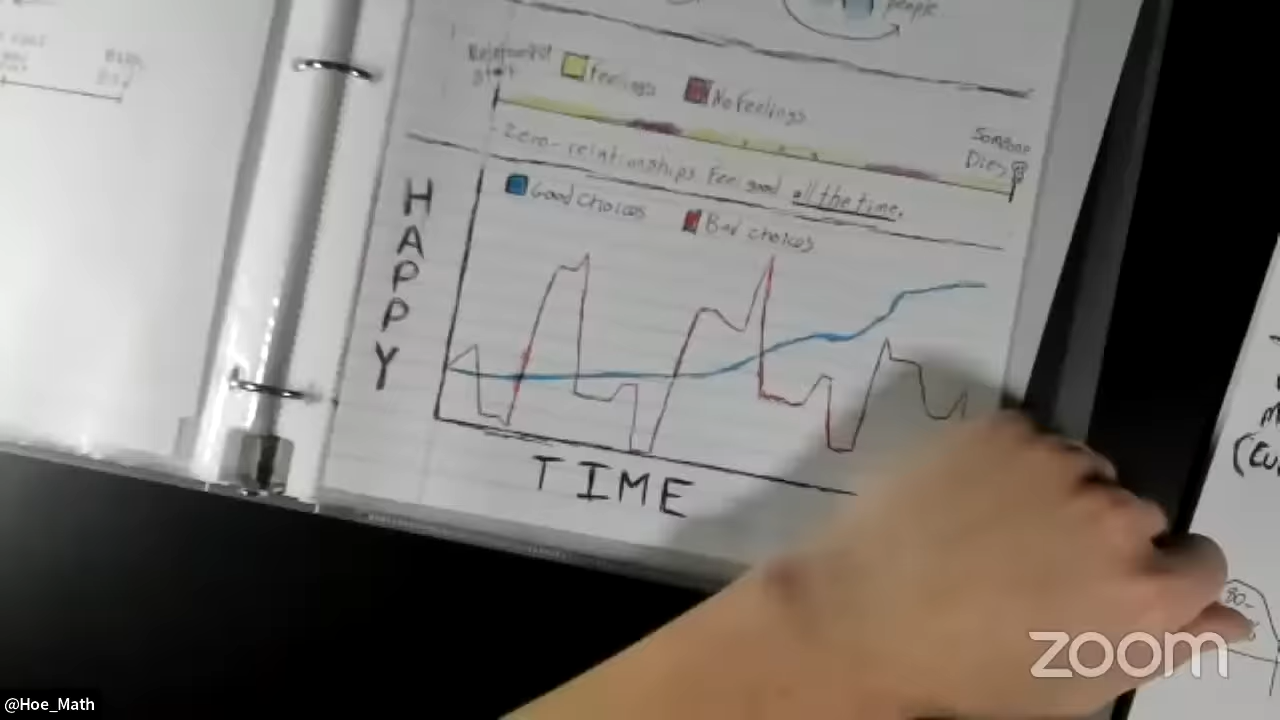 people
Relationship
Start
Feelings
No Feelings
Someone
Dies
- Zero - relationships feel good all the time.
HAPPY
Good Choices
Bad Choices
TIME
80-
zoom
@Hoe_Math